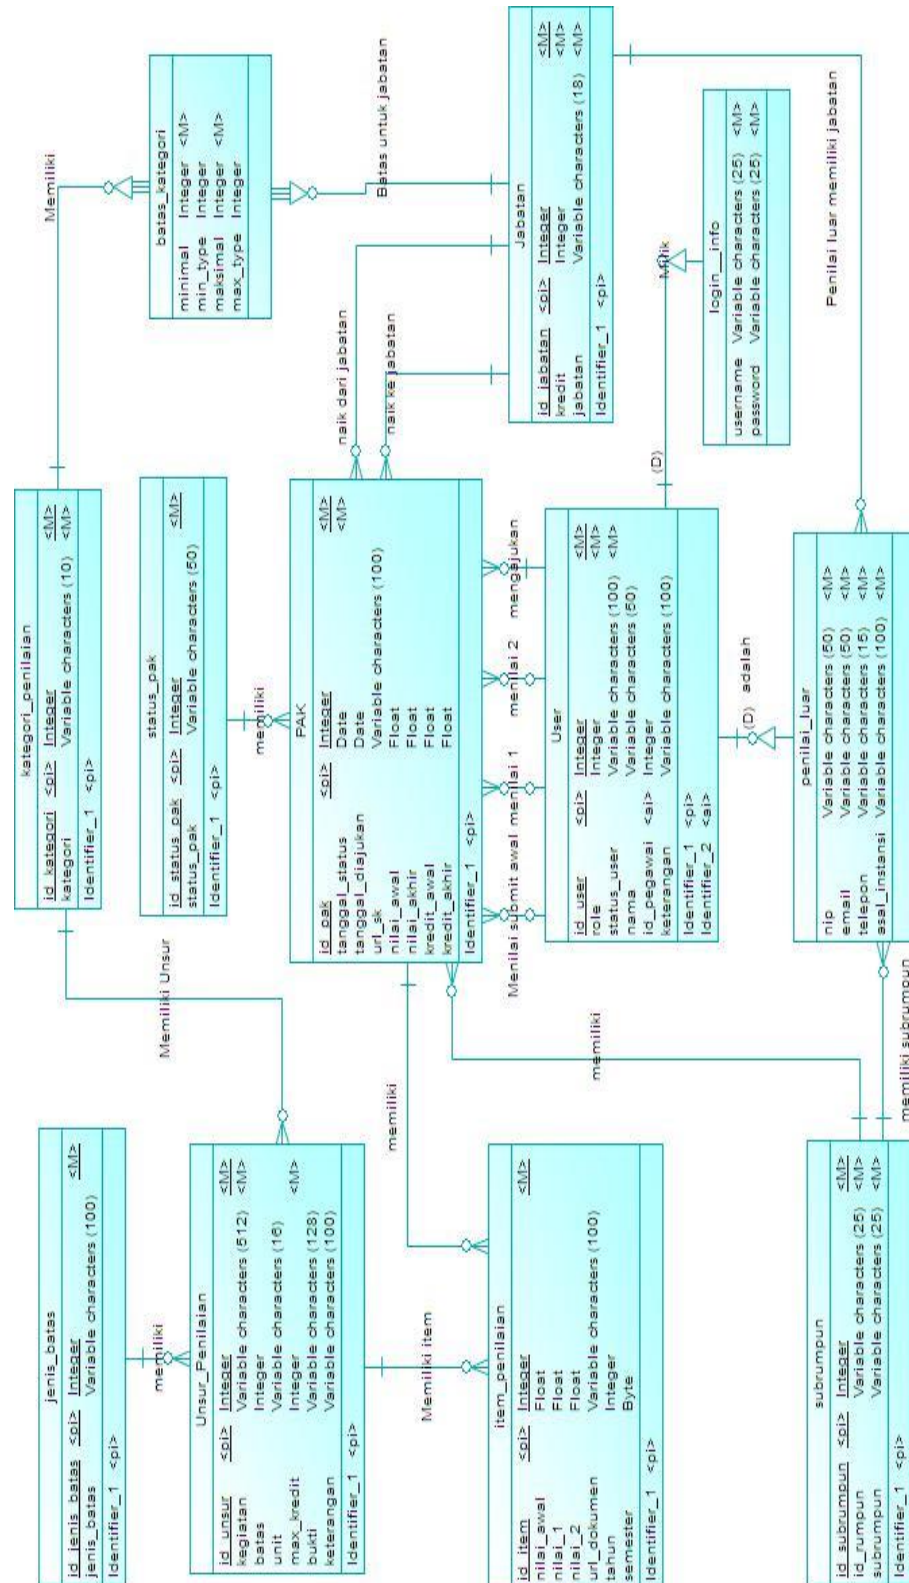 jenis_batas
id_jenis_batas <pi> Integer <M>
jenis_batas Variable characters (100)
Identifier_1 <pi>
memiliki
Unsur_Penilaian
id_unsur <pi> Integer <M>
kegiatan Variable characters (512) <M>
batas Integer
unit Variable characters (16)
max_kredit Integer <M>
bukti Variable characters (128)
keterangan Variable characters (100)
Identifier_1 <pi>
Memiliki item
item_penilaian
id_item <pi> Integer <M>
nilai_awal Float
nilai_1 Float
nilai_2 Float
url_dokumen Variable characters (100)
tahun Integer
semester Byte
Identifier_1 <pi>
subrumpun
id_subrumpun <pi> Integer <M>
id_rumpun Variable characters (25) <M>
subrumpun Variable characters (25) <M>
Identifier_1 <pi>
Memiliki Unsur
memiliki
memiliki
memiliki subrumpun
kategori_penilaian
id_kategori <pi> Integer <M>
kategori Variable characters (10) <M>
Identifier_1 <pi>
status_pak
id_status_pak <pi> Integer <M>
status_pak Variable characters (50)
Identifier_1 <pi>
memiliki
PAK
id_pak <pi> Integer <M>
tanggal_status Date <M>
tanggal_diajukan Date
url_sk Variable characters (100)
nilai_awal Float
nilai_akhir Float
kredit_awal Float
kredit_akhir Float
Identifier_1 <pi>
Menilai submit awal
menilai 1
menilai 2
mengajukan
User
id_user <pi> Integer <M>
role Integer <M>
status_user Variable characters (100) <M>
nama Variable characters (50)
id_pegawai <ai> Integer
keterangan Variable characters (100)
Identifier_1 <pi>
Identifier_2 <ai>
(D)
adalah
penilai_luar
nip Variable characters (50) <M>
email Variable characters (50) <M>
telepon Variable characters (15) <M>
asal_instansi Variable characters (100) <M>
Memiliki
batas_kategori
minimal Integer <M>
min_type Integer
maksimal Integer <M>
max_type Integer
naik dari jabatan
naik ke jabatan
Batas untuk jabatan
Jabatan
id_jabatan <pi> Integer <M>
kredit Integer <M>
jabatan Variable characters (18) <M>
Identifier_1 <pi>
(D)
Milik
login__info
username Variable characters (25) <M>
password Variable characters (25) <M>
Penilai luar memiliki jabatan